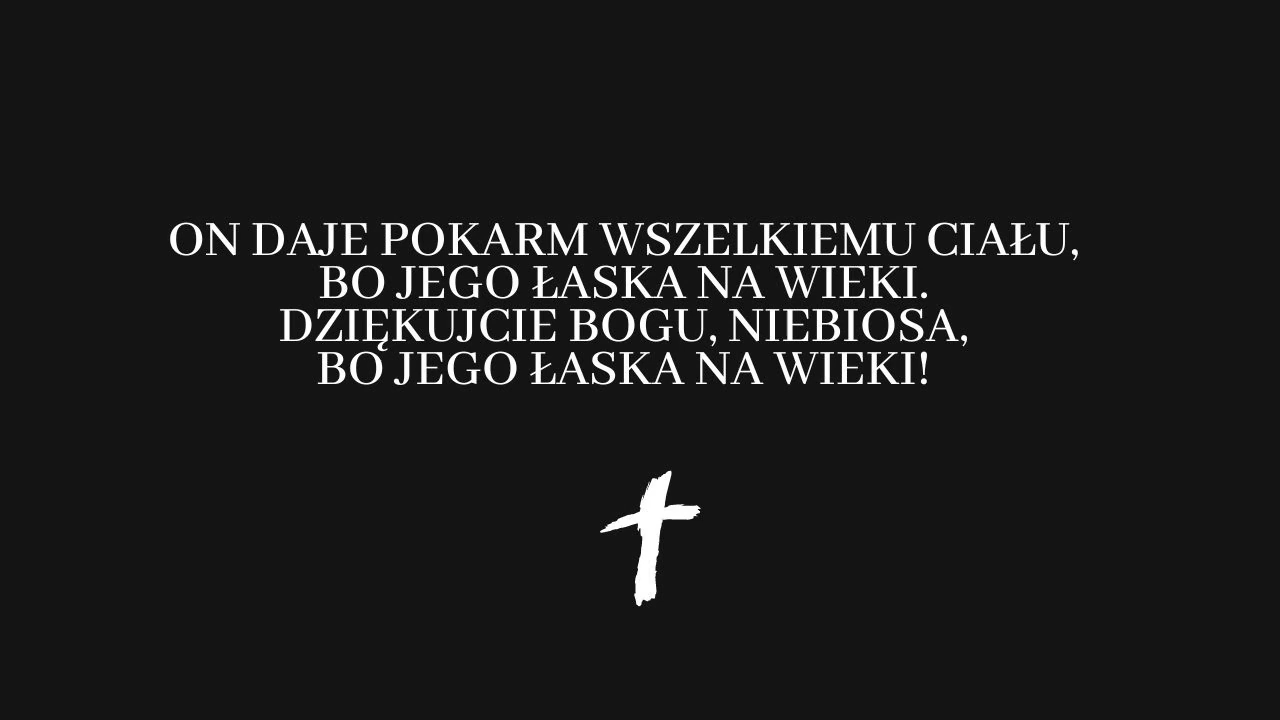 ON DAJE POKARM WSZELKIEMU CIAŁU,
BO JEGO ŁASKA NA WIEKI.
DZIĘKUJCIE BOGU, NIEBIOSA,
BO JEGO ŁASKA NA WIEKI!